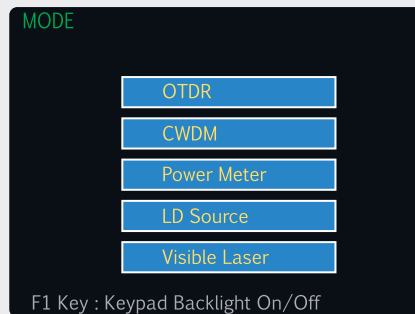 MODE
OTDR
CWDM
Power Meter
LD Source
Visible Laser
F1 Key : Keypad Backlight On/Off